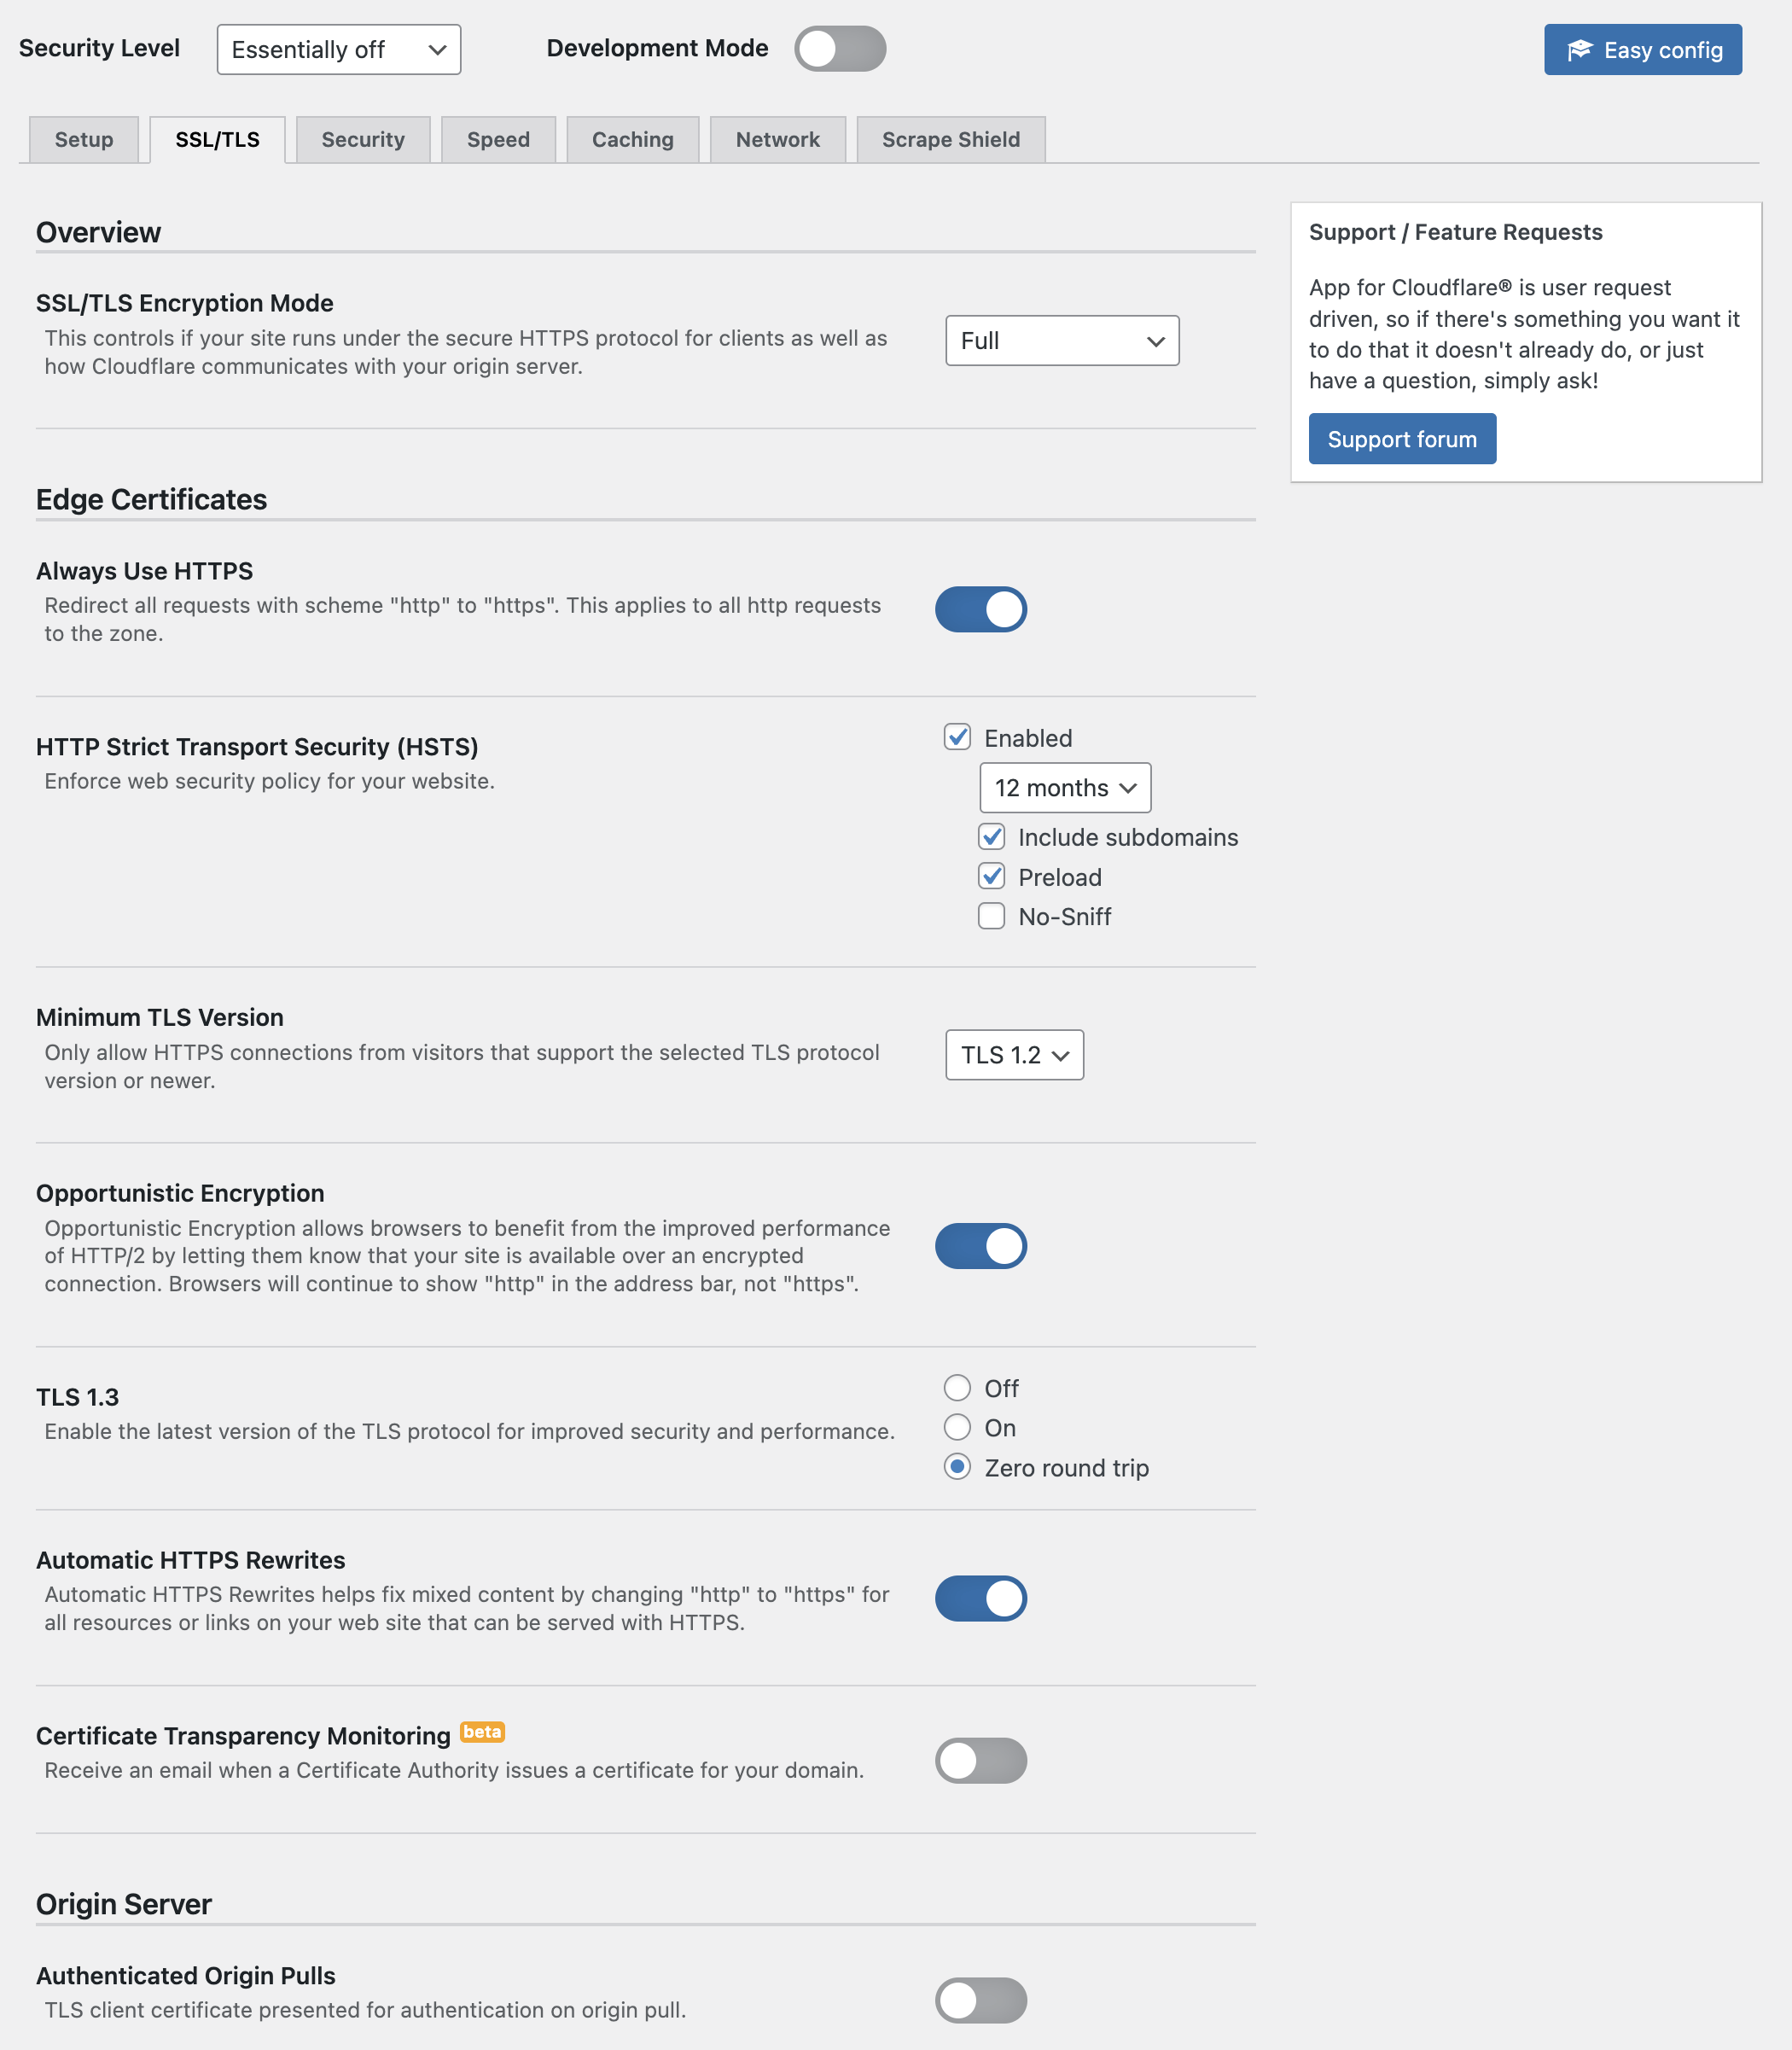 Security Level
Essentially off
Development Mode
Easy config
Setup
SSL/TLS
Security
Speed
Caching
Network
Scrape Shield
Overview
SSL/TLS Encryption Mode
This controls if your site runs under the secure HTTPS protocol for clients as well as
how Cloudflare communicates with your origin server.
Full
Support / Feature Requests
App for Cloudflare® is user request
driven, so if there's something you want it
to do that it doesn't already do, or just
have a question, simply ask!
Support forum
Edge Certificates
Always Use HTTPS
Redirect all requests with scheme "http" to "https". This applies to all http requests
to the zone.
HTTP Strict Transport Security (HSTS)
Enforce web security policy for your website.
Enabled
12 months
Include subdomains
Preload
No-Sniff
Minimum TLS Version
Only allow HTTPS connections from visitors that support the selected TLS protocol
version or newer.
TLS 1.2
Opportunistic Encryption
Opportunistic Encryption allows browsers to benefit from the improved performance
of HTTP/2 by letting them know that your site is available over an encrypted
connection. Browsers will continue to show "http" in the address bar, not "https".
TLS 1.3
Enable the latest version of the TLS protocol for improved security and performance.
Off
On
Zero round trip
Automatic HTTPS Rewrites
Automatic HTTPS Rewrites helps fix mixed content by changing "http" to "https" for
all resources or links on your web site that can be served with HTTPS.
Certificate Transparency Monitoring beta
Receive an email when a Certificate Authority issues a certificate for your domain.
Origin Server
Authenticated Origin Pulls
TLS client certificate presented for authentication on origin pull.